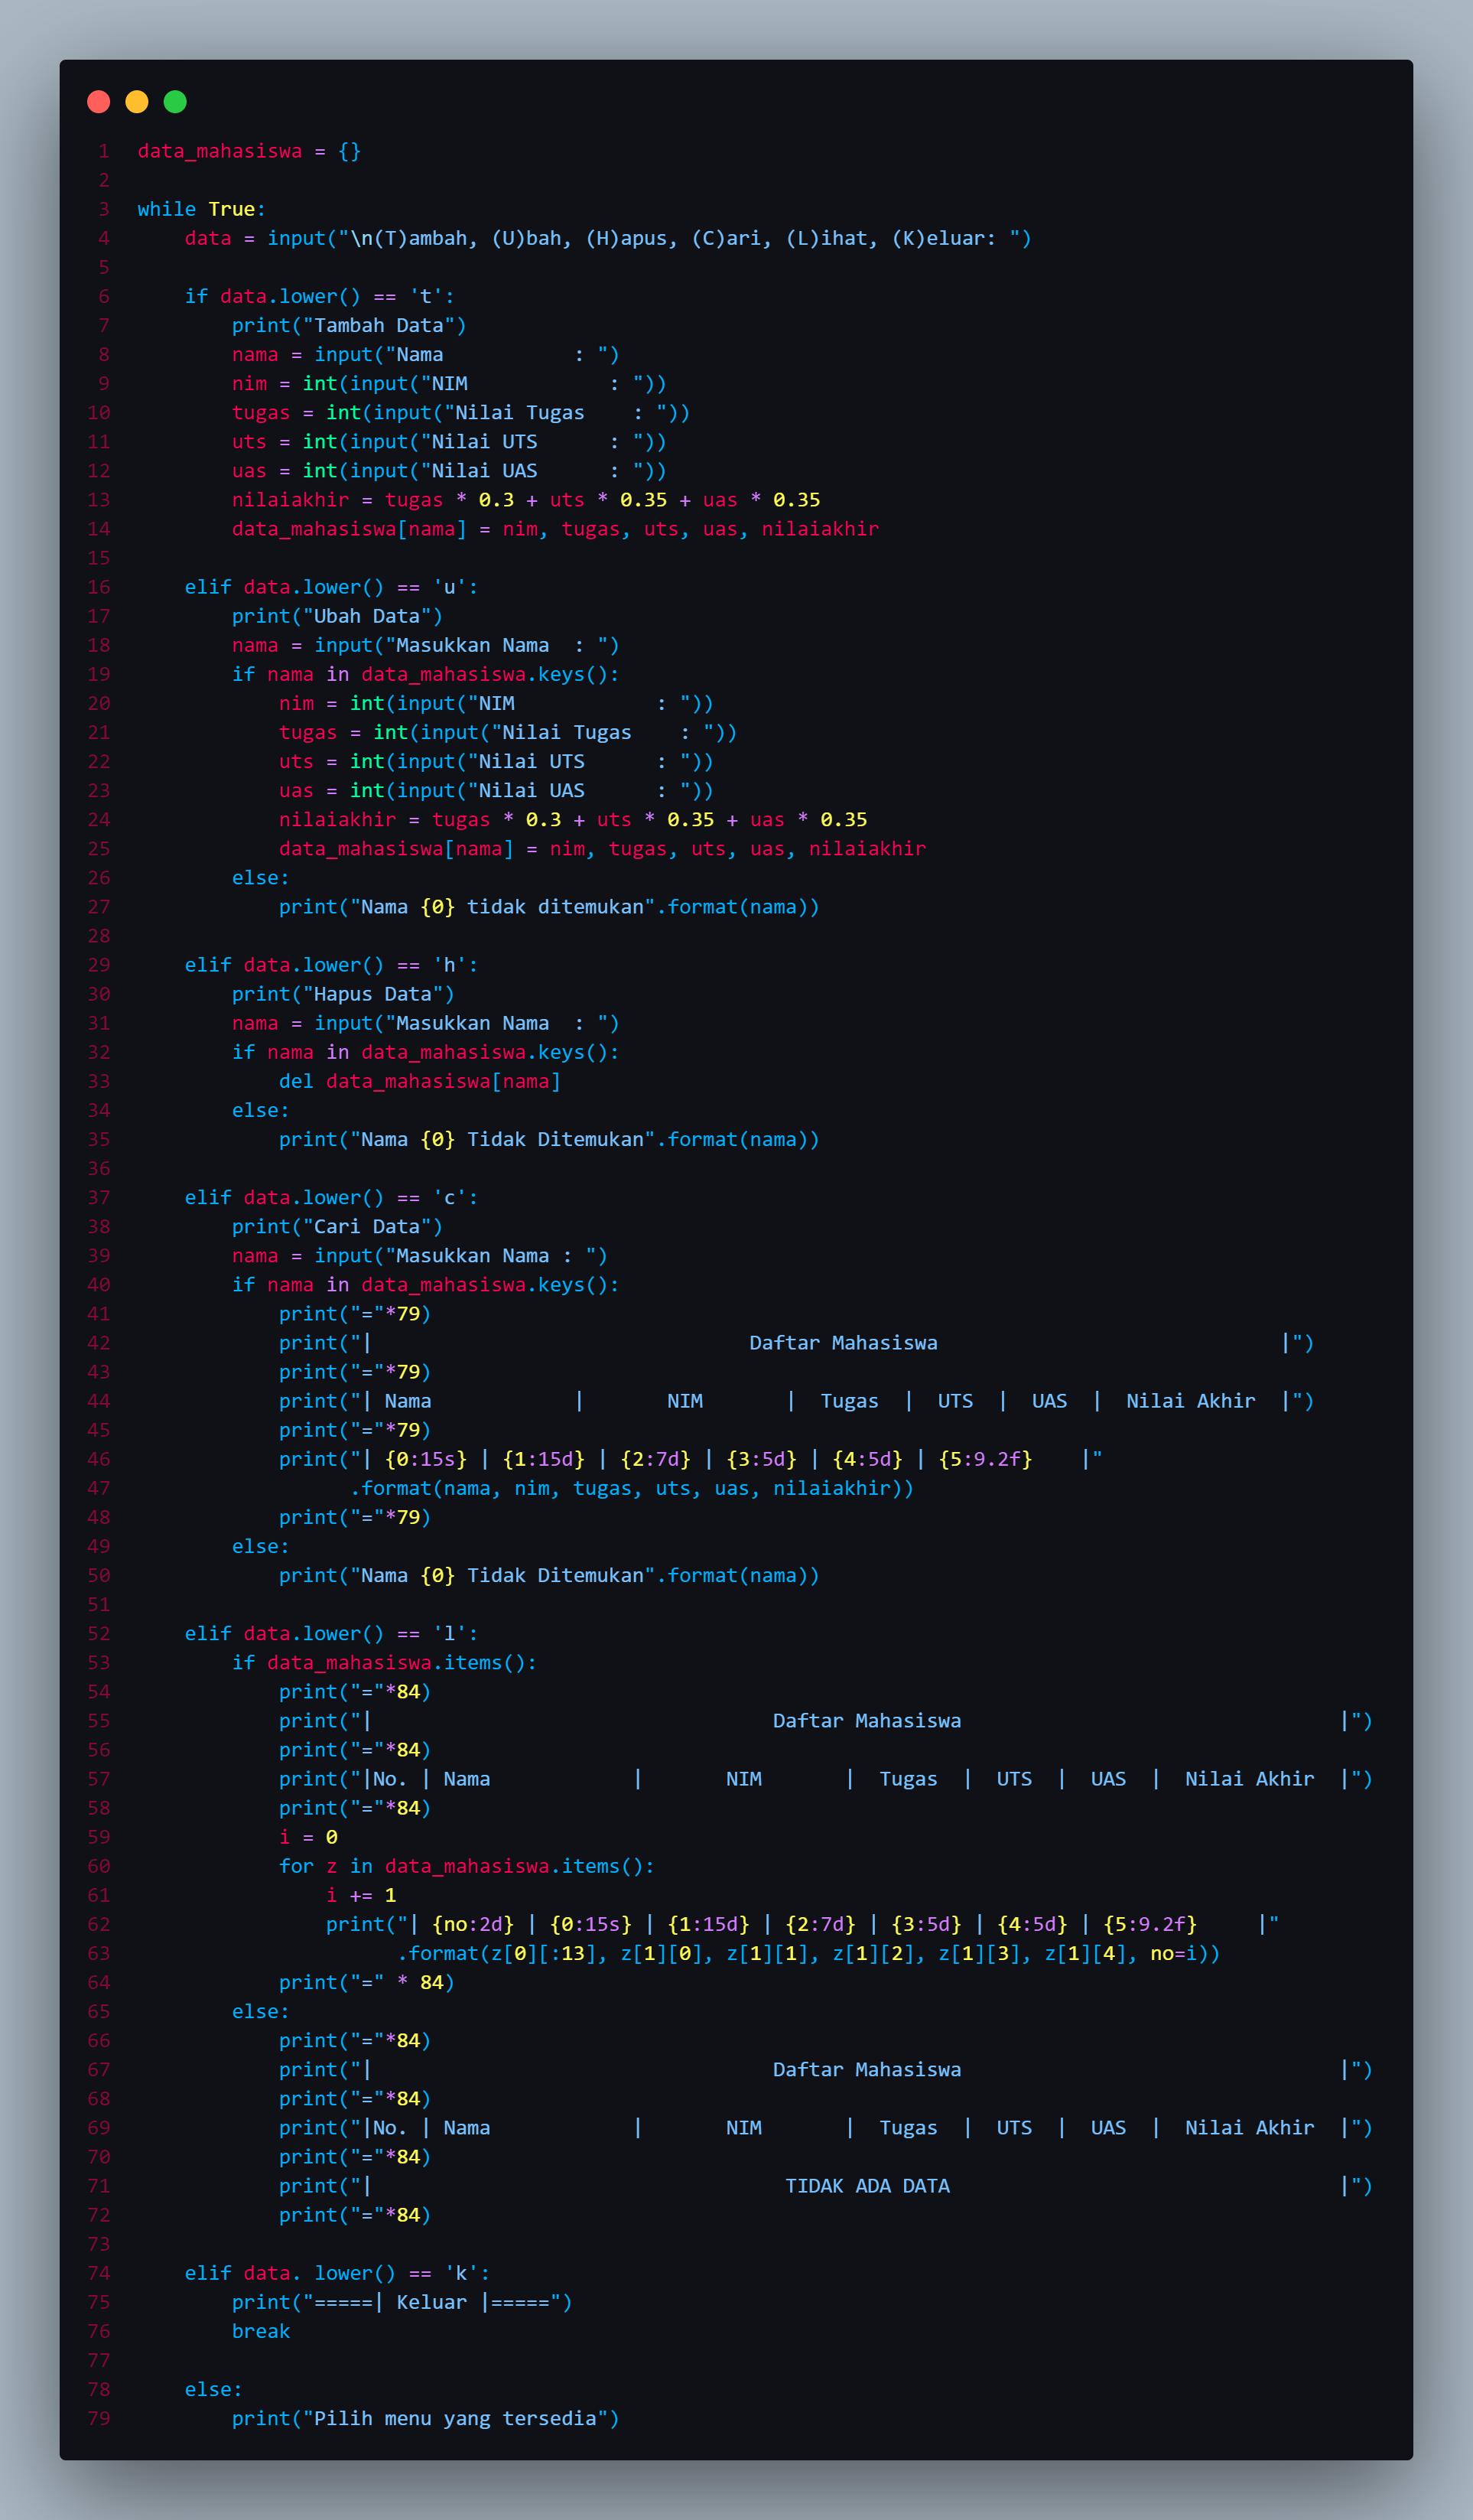 1 data_mahasiswa = {}
2
3 while True:
4     data = input("\n(T)ambah, (U)bah, (H)apus, (C)ari, (L)ihat, (K)eluar: ")
5
6     if data.lower() == 't':
7         print("Tambah Data")
8         nama = input("Nama           : ")
9         nim = int(input("NIM            : "))
10         tugas = int(input("Nilai Tugas    : "))
11         uts = int(input("Nilai UTS      : "))
12         uas = int(input("Nilai UAS      : "))
13         nilaiakhir = tugas * 0.3 + uts * 0.35 + uas * 0.35
14         data_mahasiswa[nama] = nim, tugas, uts, uas, nilaiakhir
15
16     elif data.lower() == 'u':
17         print("Ubah Data")
18         nama = input("Masukkan Nama  : ")
19         if nama in data_mahasiswa.keys():
20             nim = int(input("NIM            : "))
21             tugas = int(input("Nilai Tugas    : "))
22             uts = int(input("Nilai UTS      : "))
23             uas = int(input("Nilai UAS      : "))
24             nilaiakhir = tugas * 0.3 + uts * 0.35 + uas * 0.35
25             data_mahasiswa[nama] = nim, tugas, uts, uas, nilaiakhir
26         else:
27             print("Nama {0} tidak ditemukan".format(nama))
28
29     elif data.lower() == 'h':
30         print("Hapus Data")
31         nama = input("Masukkan Nama  : ")
32         if nama in data_mahasiswa.keys():
33             del data_mahasiswa[nama]
34         else:
35             print("Nama {0} Tidak Ditemukan".format(nama))
36
37     elif data.lower() == 'c':
38         print("Cari Data")
39         nama = input("Masukkan Nama : ")
40         if nama in data_mahasiswa.keys():
41             print("="*79)
42             print("|                                Daftar Mahasiswa                             |")
43             print("="*79)
44             print("| Nama            |       NIM       |  Tugas  |  UTS  |  UAS  |  Nilai Akhir  |")
45             print("="*79)
46             print("| {0:15s} | {1:15d} | {2:7d} | {3:5d} | {4:5d} | {5:9.2f}    |"
47                   .format(nama, nim, tugas, uts, uas, nilaiakhir))
48             print("="*79)
49         else:
50             print("Nama {0} Tidak Ditemukan".format(nama))
51
52     elif data.lower() == 'l':
53         if data_mahasiswa.items():
54             print("="*84)
55             print("|                                  Daftar Mahasiswa                                |")
56             print("="*84)
57             print("|No. | Nama            |       NIM       |  Tugas  |  UTS  |  UAS  |  Nilai Akhir  |")
58             print("="*84)
59             i = 0
60             for z in data_mahasiswa.items():
61                 i += 1
62                 print("| {no:2d} | {0:15s} | {1:15d} | {2:7d} | {3:5d} | {4:5d} | {5:9.2f}     |"
63                       .format(z[0][:13], z[1][0], z[1][1], z[1][2], z[1][3], z[1][4], no=i))
64             print("=" * 84)
65         else:
66             print("="*84)
67             print("|                                  Daftar Mahasiswa                                |")
68             print("="*84)
69             print("|No. | Nama            |       NIM       |  Tugas  |  UTS  |  UAS  |  Nilai Akhir  |")
70             print("="*84)
71             print("|                                   TIDAK ADA DATA                                 |")
72             print("="*84)
73
74     elif data. lower() == 'k':
75         print("=====| Keluar |=====")
76         break
77
78     else:
79         print("Pilih menu yang tersedia")